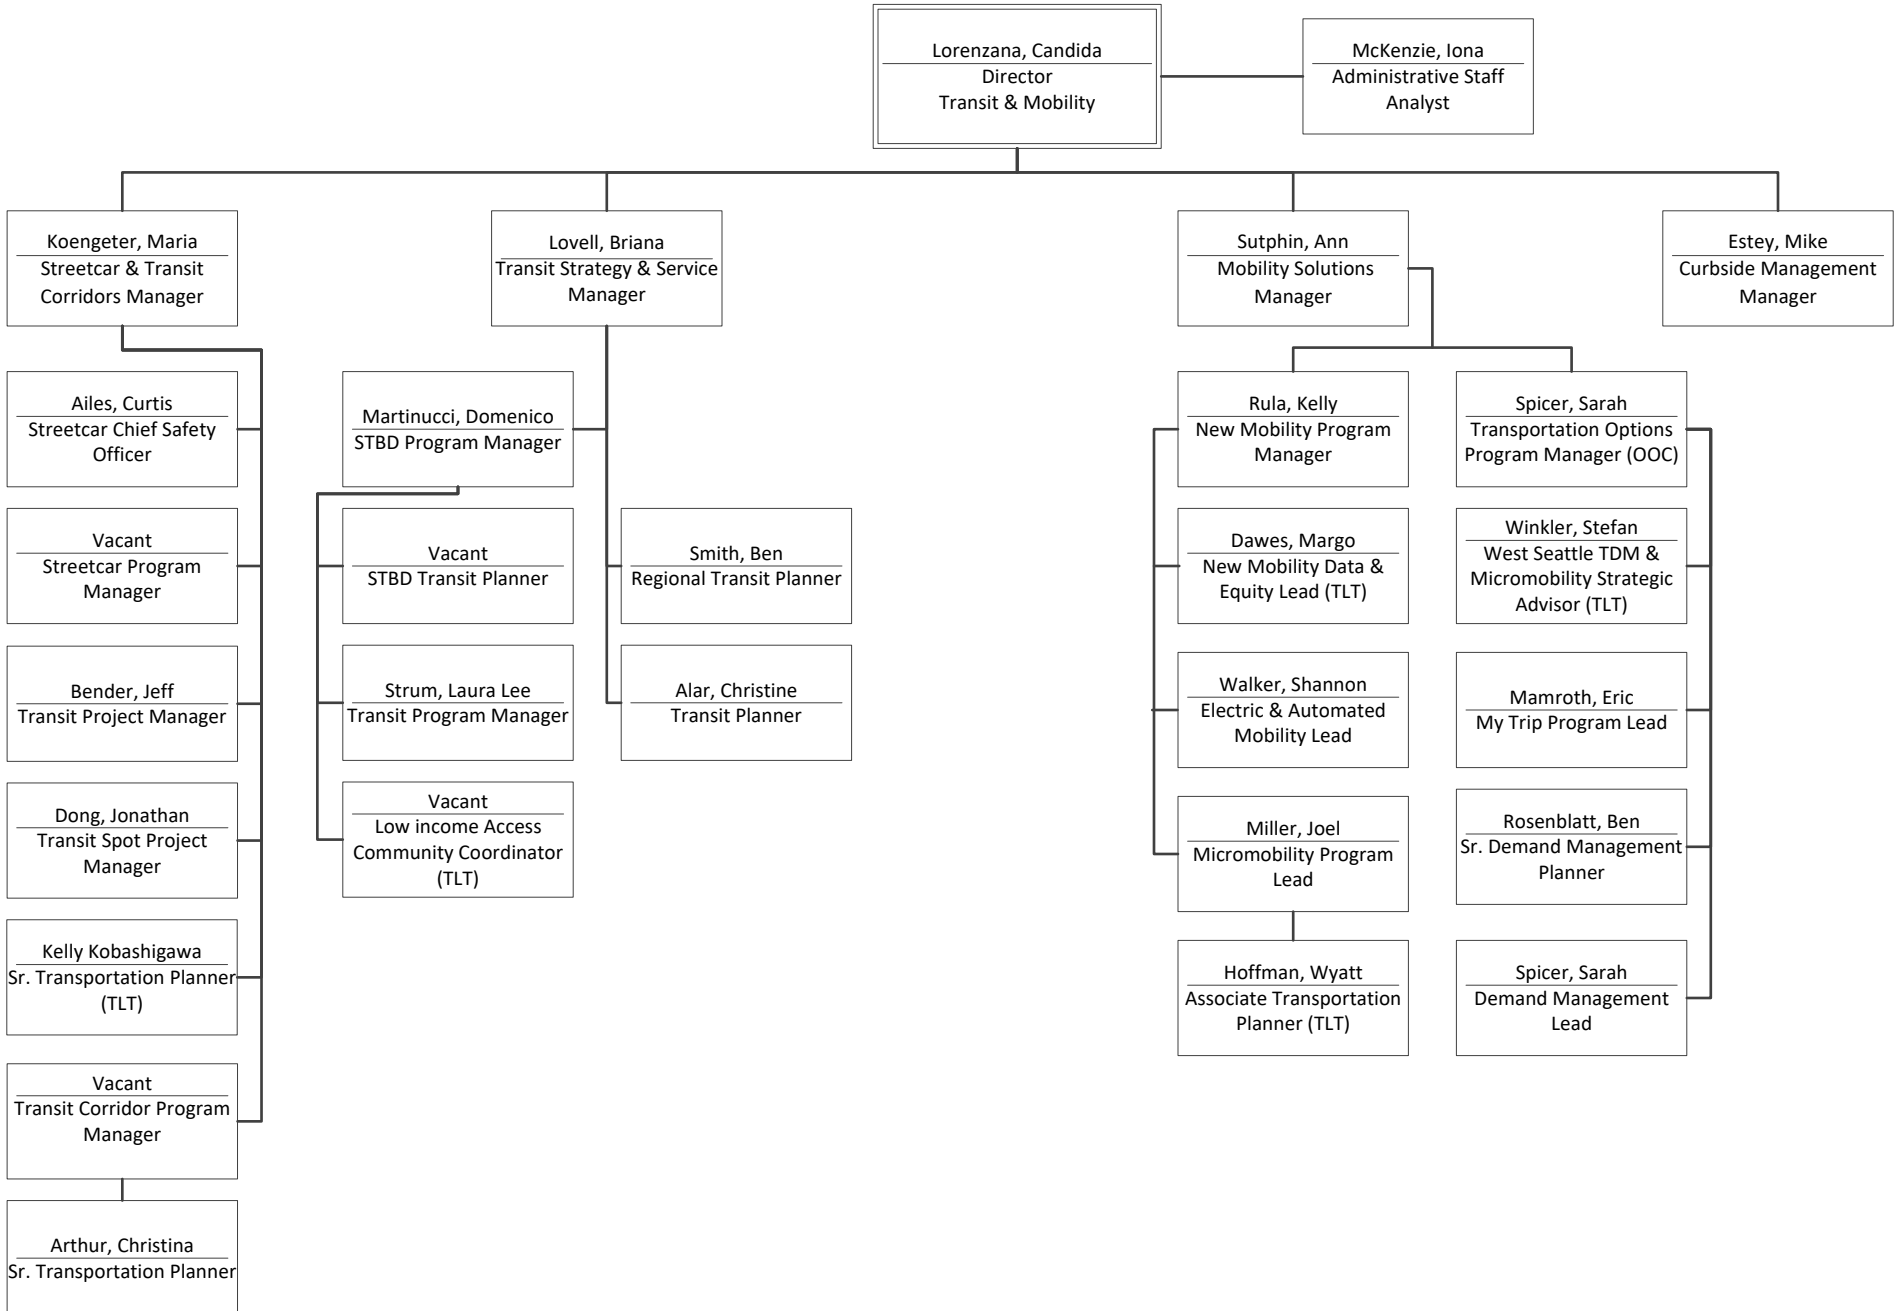 Lorenzana, Candida
Director
Transit & Mobility
McKenzie, Iona
Administrative Staff
Analyst
Koengeter, Maria
Streetcar & Transit
Corridors Manager
Lovell, Briana
Transit Strategy & Service
Manager
Sutphin, Ann
Mobility Solutions
Manager
Estey, Mike
Curbside Management
Manager
Ailes, Curtis
Streetcar Chief Safety
Officer
Vacant
Streetcar Program
Manager
Bender, Jeff
Transit Project Manager
Dong, Jonathan
Transit Spot Project
Manager
Kelly Kobashigawa
Sr. Transportation Planner
(TLT)
Vacant
Transit Corridor Program
Manager
Arthur, Christina
Sr. Transportation Planner
Martinucci, Domenico
STBD Program Manager
Vacant
STBD Transit Planner
Strum, Laura Lee
Transit Program Manager
Vacant
Low income Access
Community Coordinator
(TLT)
Smith, Ben
Regional Transit Planner
Alar, Christine
Transit Planner
Rula, Kelly
New Mobility Program
Manager
Dawes, Margo
New Mobility Data &
Equity Lead (TLT)
Walker, Shannon
Electric & Automated
Mobility Lead
Miller, Joel
Micromobility Program
Lead
Hoffman, Wyatt
Associate Transportation
Planner (TLT)
Spicer, Sarah
Transportation Options
Program Manager (OOC)
Winkler, Stefan
West Seattle TDM &
Micromobility Strategic
Advisor (TLT)
Mamroth, Eric
My Trip Program Lead
Rosenblatt, Ben
Sr. Demand Management
Planner
Spicer, Sarah
Demand Management
Lead